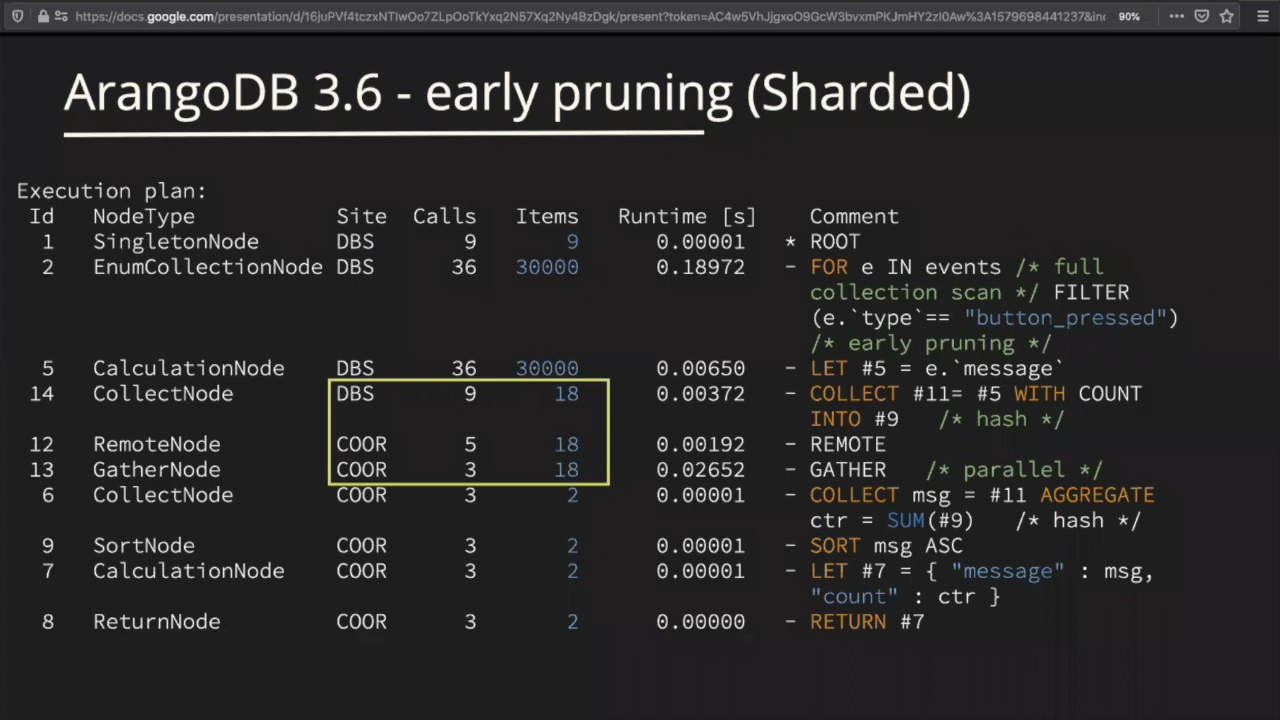 https://docs.google.com/presentation/d/16juPVf4tczxNTIwOo7ZLpOoTkYxq2N57Xq2Ny4BzDgk/present?token=AC4w5VhJjgxoO9GcW3bvxmPKJmHY2zI0Aw%3A1579698441237&inc 90%
ArangoDB 3.6 - early pruning (Sharded)
Execution plan:
Id NodeType Site Calls Items Runtime [s] Comment
1 SingletonNode DBS 9 9 0.00001 * ROOT
2 EnumCollectionNode DBS 36 30000 0.18972 - FOR e IN events /* full
collection scan */ FILTER
(e.`type`== "button_pressed")
/* early pruning */
5 CalculationNode DBS 36 30000 0.00650 - LET #5 = e.`message`
14 CollectNode DBS 9 18 0.00372 - COLLECT #11= #5 WITH COUNT
INTO #9 /* hash */
12 RemoteNode COOR 5 18 0.00192 - REMOTE
13 GatherNode COOR 3 18 0.02652 - GATHER /* parallel */
6 CollectNode COOR 3 2 0.00001 - COLLECT msg = #11 AGGREGATE
ctr = SUM(#9) /* hash */
9 SortNode COOR 3 2 0.00001 - SORT msg ASC
7 CalculationNode COOR 3 2 0.00001 - LET #7 = { "message" : msg,
"count" : ctr }
8 ReturnNode COOR 3 2 0.00000 - RETURN #7